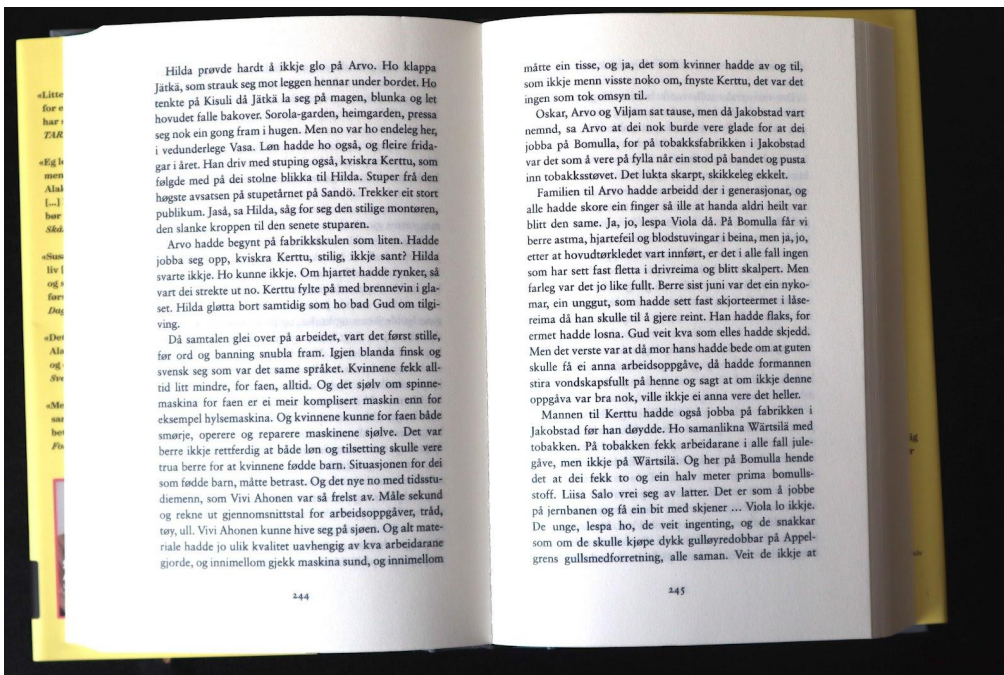 «Litte
for e
har
TAR
«Eg l
men
Alak
[...]
bør
Skå
«Susa
liv [
og s
før
Dag
«Det
Ala
og
Sve
«Me
sa
be
Fo
Hilda prøvde hardt å ikkje glo på Arvo. Ho klappa
Jätkä, som strauk seg mot leggen hennar under bordet. Ho
tenkte på Kisuli då Jätkä la seg på magen, blunka og let
hovudet falle bakover. Sorola-garden, heimgarden, pressa
seg nok ein gong fram i hugen. Men no var ho endeleg her,
i vedunderlege Vasa. Løn hadde ho også, og fleire frida-
gar i året. Han driv med stuping også, kviskra Kerttu, som
følgde med på dei stolne blikka til Hilda. Stuper frå den
høgste avsatsen på stupetårnet på Sandö. Trekker eit stort
publikum. Jaså, sa Hilda, såg for seg den stilige montøren,
den slanke kroppen til den senete stuparen.
Arvo hadde begynt på fabrikkskulen som liten. Hadde
jobba seg opp, kviskra Kerttu, stilig, ikkje sant? Hilda
svarte ikkje. Ho kunne ikkje. Om hjartet hadde rynker, så
vart dei strekte ut no. Kerttu fylte på med brennevin i gla-
set. Hilda gløtta bort samtidig som ho bad Gud om tilgi-
ving.
Då samtalen glei over på arbeidet, vart det først stille,
før ord og banning snubla fram. Igjen blanda finsk og
svensk seg som var det same språket. Kvinnene fekk all-
tid litt mindre, for faen, alltid. Og det sjølv om spinne-
maskina for faen er ei meir komplisert maskin enn for
eksempel hylsemaskina. Og kvinnene kunne for faen både
smørje, operere og reparere maskinene sjølve. Det var
berre ikkje rettferdig at både løn og tilsetting skulle vere
trua berre for at kvinnene fødde barn. Situasjonen for dei
som fødde barn, måtte betrast. Og det nye no med tidsstu-
diemenn, som Vivi Ahonen var så frelst av. Måle sekund
og rekne ut gjennomsnittstal for arbeidsoppgåver, tråd,
tøy, ull. Vivi Ahonen kunne hive seg på sjøen. Og alt mate-
riale hadde jo ulik kvalitet uavhengig av kva arbeidarane
gjorde, og innimellom gjekk maskina sund, og innimellom
244
måtte ein tisse, og ja, det som kvinner hadde av og til,
som ikkje menn visste noko om, fnyste Kerttu, det var det
ingen som tok omsyn til.
Oskar, Arvo og Viljam sat tause, men då Jakobstad vart
nemnd, sa Arvo at dei nok burde vere glade for at dei
jobba på Bomulla, for på tobakksfabrikken i Jakobstad
var det som å vere på fylla når ein stod på bandet og pusta
inn tobakksstøvet. Det lukta skarpt, skikkeleg ekkelt.
Familien til Arvo hadde arbeidd der i generasjonar, og
alle hadde skore ein finger så ille at handa aldri heilt var
blitt den same. Ja, jo, lespa Viola då. På Bomulla får vi
berre astma, hjartefeil og blodstuvingar i beina, men ja, jo,
etter at hovudtørkledet vart innført, er det i alle fall ingen
som har sett fast fletta i drivreima og blitt skalpert. Men
farleg var det jo like fullt. Berre sist juni var det ein nyko-
mar, ein unggut, som hadde sett fast skjorteermet i låse-
reima då han skulle til å gjere reint. Han hadde flaks, for
ermet hadde losna. Gud veit kva som elles hadde skjedd.
Men det verste var at då mor hans hadde bede om at guten
skulle få ei anna arbeidsoppgåve, då hadde formannen
stira vondskapsfullt på henne og sagt at om ikkje denne
oppgåva var bra nok, ville ikkje ei anna vere det heller.
Mannen til Kerttu hadde også jobba på fabrikken i
Jakobstad før han døydde. Ho samanlikna Wärtsilä med
tobakken. På tobakken fekk arbeidarane i alle fall jule-
gåve, men ikkje på Wärtsilä. Og her på Bomulla hende
det at dei fekk to og ein halv meter prima bomulls-
stoff. Liisa Salo vrei seg av latter. Det er som å jobbe
på jernbanen og få ein bit med skjener ... Viola lo ikkje.
De unge, lespa ho, de veit ingenting, og de snakkar
som om de skulle kjøpe dykk gulløyredobbar på Appel-
grens gullsmedforretning, alle saman. Veit de ikkje at
245